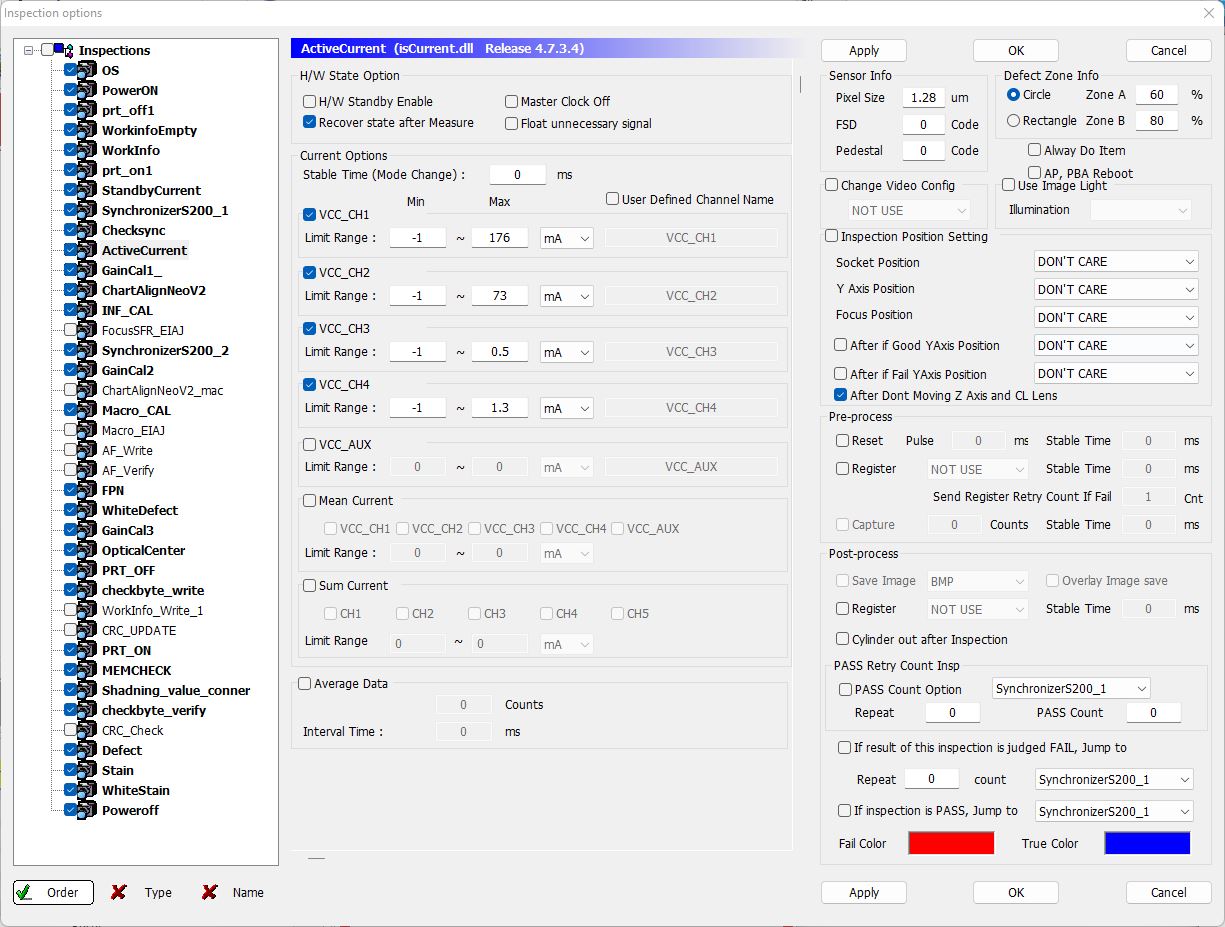 Inspection options
Inspections
OS
PowerON
prt_off1
WorkinfoEmpty
WorkInfo
prt_on1
StandbyCurrent
SynchronizerS200_1
Checksync
ActiveCurrent
GainCal1_
ChartAlignNeoV2
INF_CAL
FocusSFR_EIAJ
SynchronizerS200_2
GainCal2
ChartAlignNeoV2_mac
Macro_CAL
Macro_EIAJ
AF_Write
AF_Verify
FPN
WhiteDefect
GainCal3
OpticalCenter
PRT_OFF
checkbyte_write
WorkInfo_Write_1
CRC_UPDATE
PRT_ON
MEMCHECK
Shadning_value_conner
checkbyte_verify
CRC_Check
Defect
Stain
WhiteStain
Poweroff
Order Type Name
ActiveCurrent (isCurrent.dll Release 4.7.3.4)
H/W State Option
H/W Standby Enable Master Clock Off
Recover state after Measure Float unnecessary signal
Current Options
Stable Time (Mode Change) : 0 ms
Min Max User Defined Channel Name
VCC_CH1
Limit Range : -1 ~ 176 mA VCC_CH1
VCC_CH2
Limit Range : -1 ~ 73 mA VCC_CH2
VCC_CH3
Limit Range : -1 ~ 0.5 mA VCC_CH3
VCC_CH4
Limit Range : -1 ~ 1.3 mA VCC_CH4
VCC_AUX
Limit Range : 0 ~ 0 mA VCC_AUX
Mean Current
VCC_CH1 VCC_CH2 VCC_CH3 VCC_CH4 VCC_AUX
Limit Range : 0 ~ 0 mA
Sum Current
CH1 CH2 CH3 CH4 CH5
Limit Range 0 ~ 0 mA
Average Data
0 Counts
Interval Time : 0 ms
Apply OK Cancel
Sensor Info
Pixel Size 1.28 um
FSD 0 Code
Pedestal 0 Code
Defect Zone Info
Circle Zone A 60 %
Rectangle Zone B 80 %
Alway Do Item
AP, PBA Reboot
Change Video Config
NOT USE
Use Image Light
Illumination
Inspection Position Setting
Socket Position DON'T CARE
Y Axis Position DON'T CARE
Focus Position DON'T CARE
After if Good YAxis Position DON'T CARE
After if Fail YAxis Position DON'T CARE
After Dont Moving Z Axis and CL Lens
Pre-process
Reset Pulse 0 ms Stable Time 0 ms
Register NOT USE Stable Time 0 ms
Send Register Retry Count If Fail 1 Cnt
Capture 0 Counts Stable Time 0 ms
Post-process
Save Image BMP Overlay Image save
Register NOT USE Stable Time 0 ms
Cylinder out after Inspection
PASS Retry Count Insp
PASS Count Option SynchronizerS200_1
Repeat 0 PASS Count 0
If result of this inspection is judged FAIL, Jump to
Repeat 0 count SynchronizerS200_1
If inspection is PASS, Jump to SynchronizerS200_1
Fail Color True Color
Apply OK Cancel